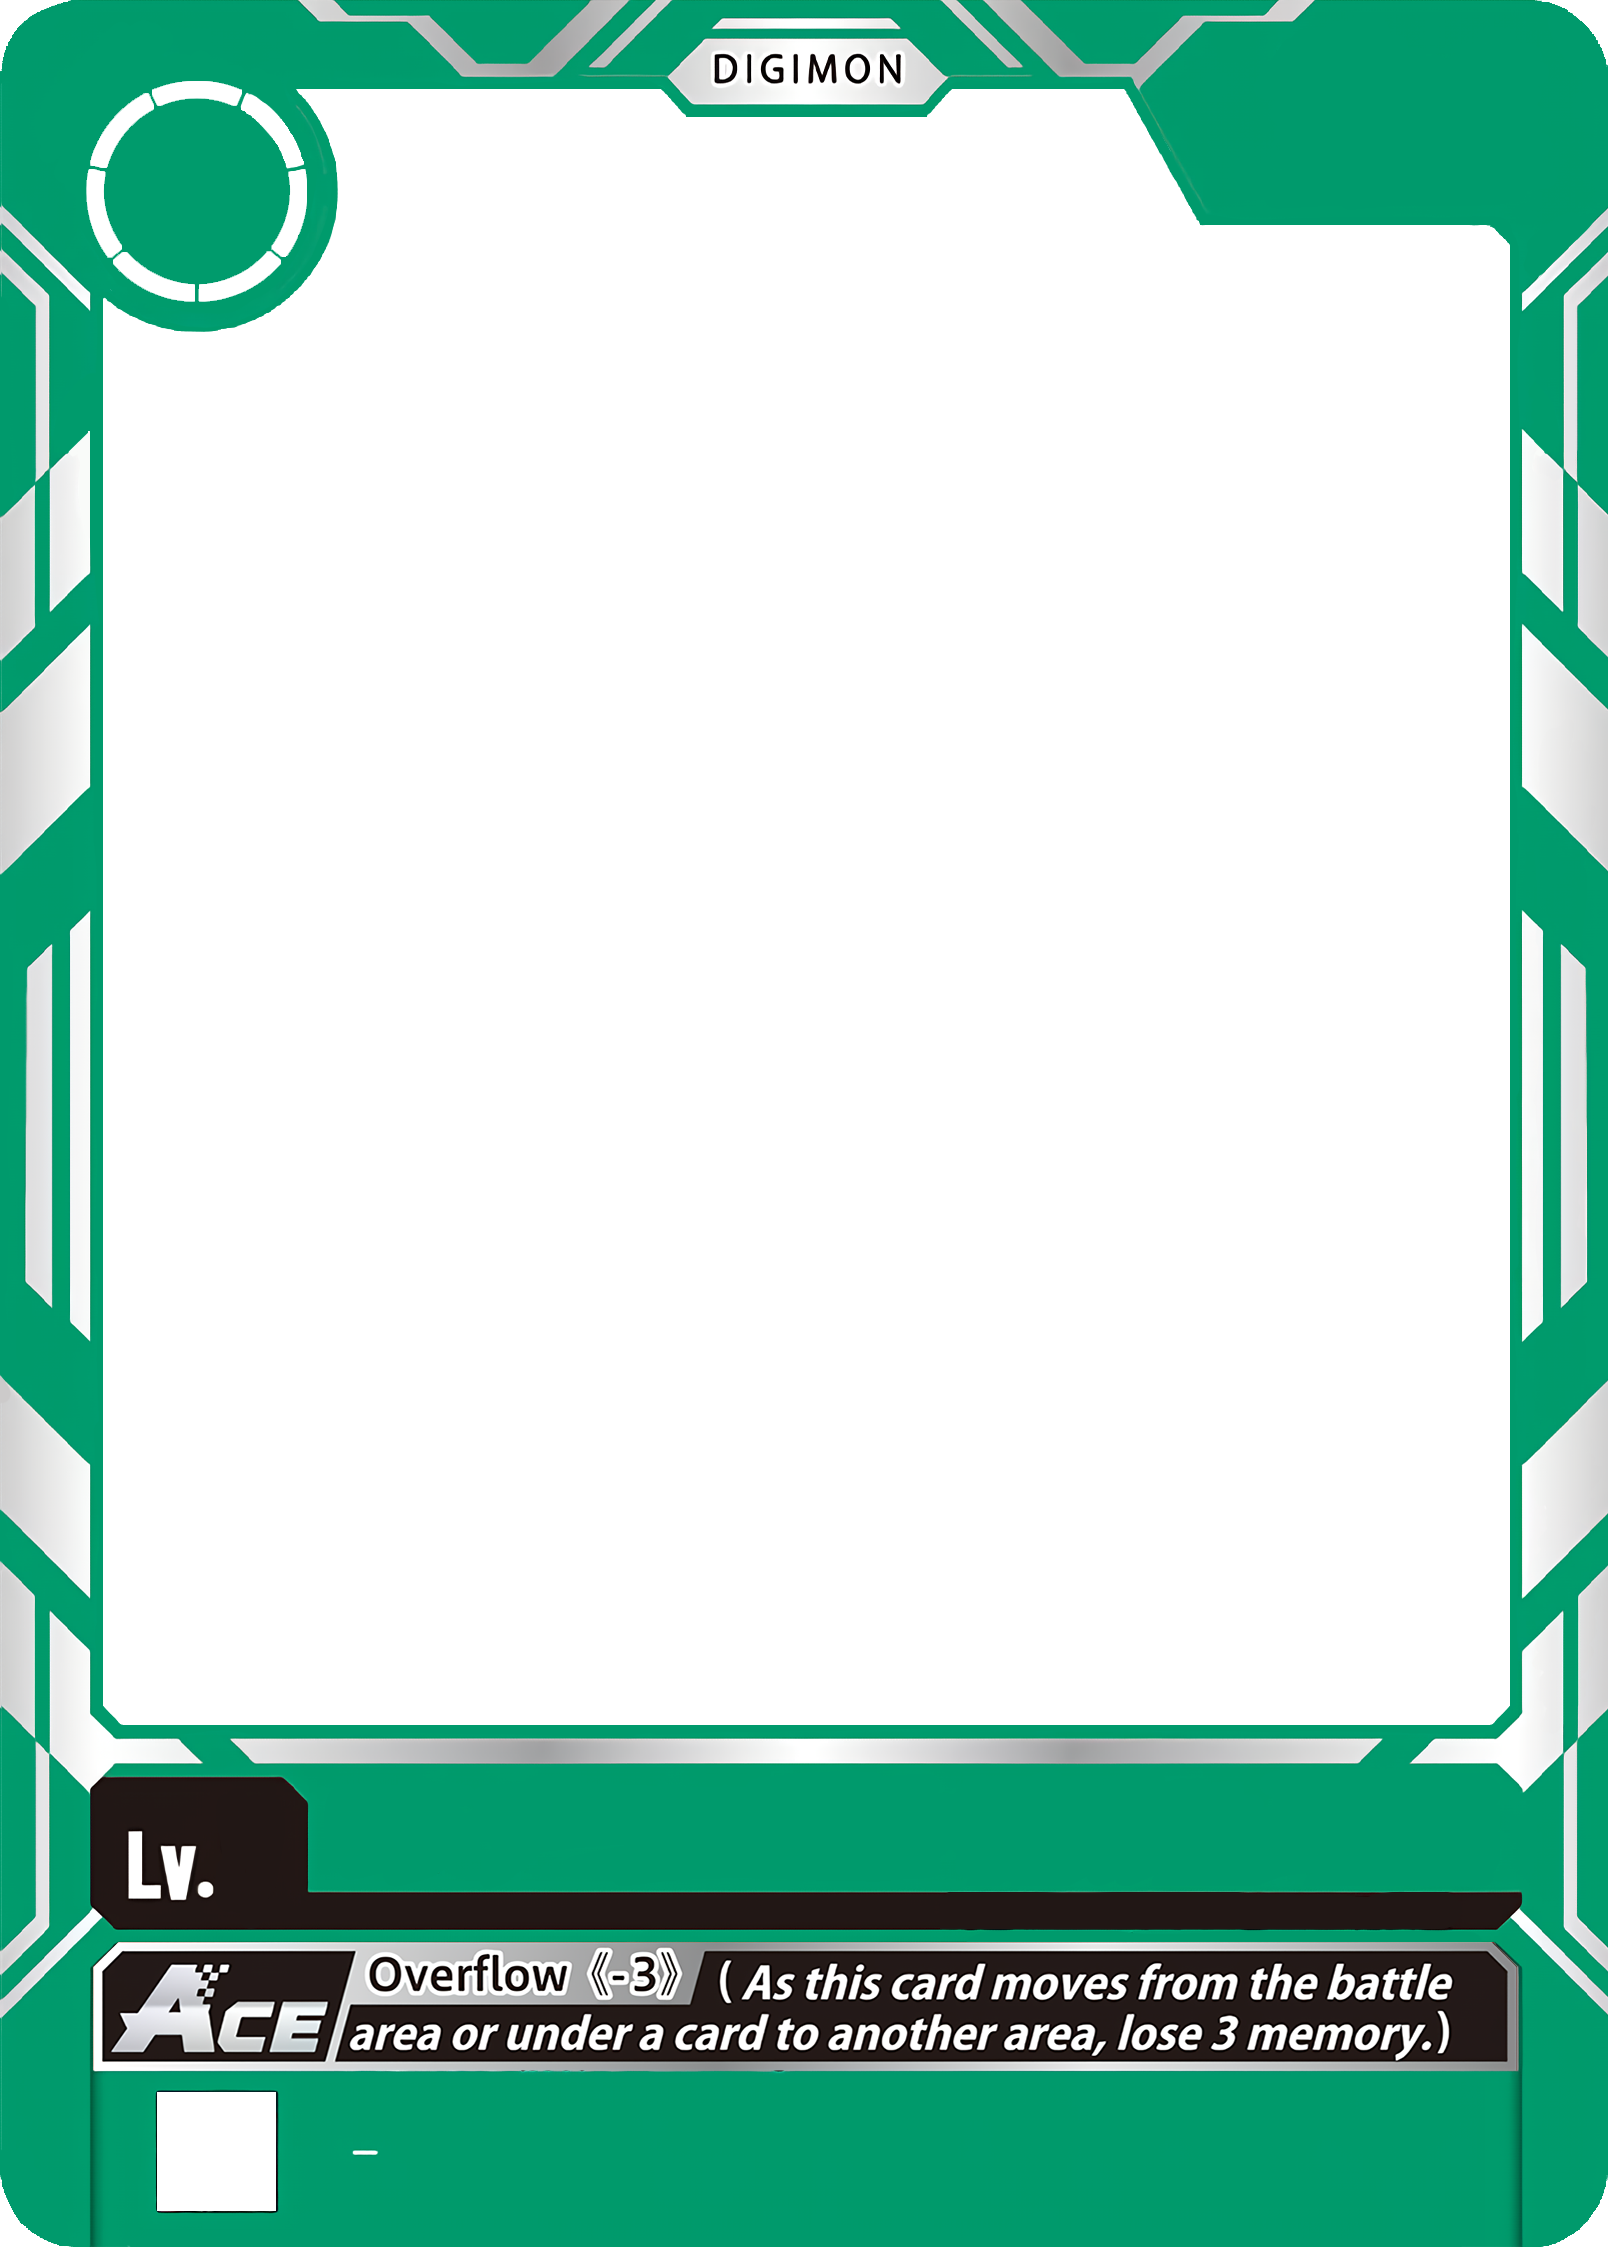 DIGIMON
Lv.
ACE Overflow 《-3》 ( As this card moves from the battle
area or under a card to another area, lose 3 memory.)
–